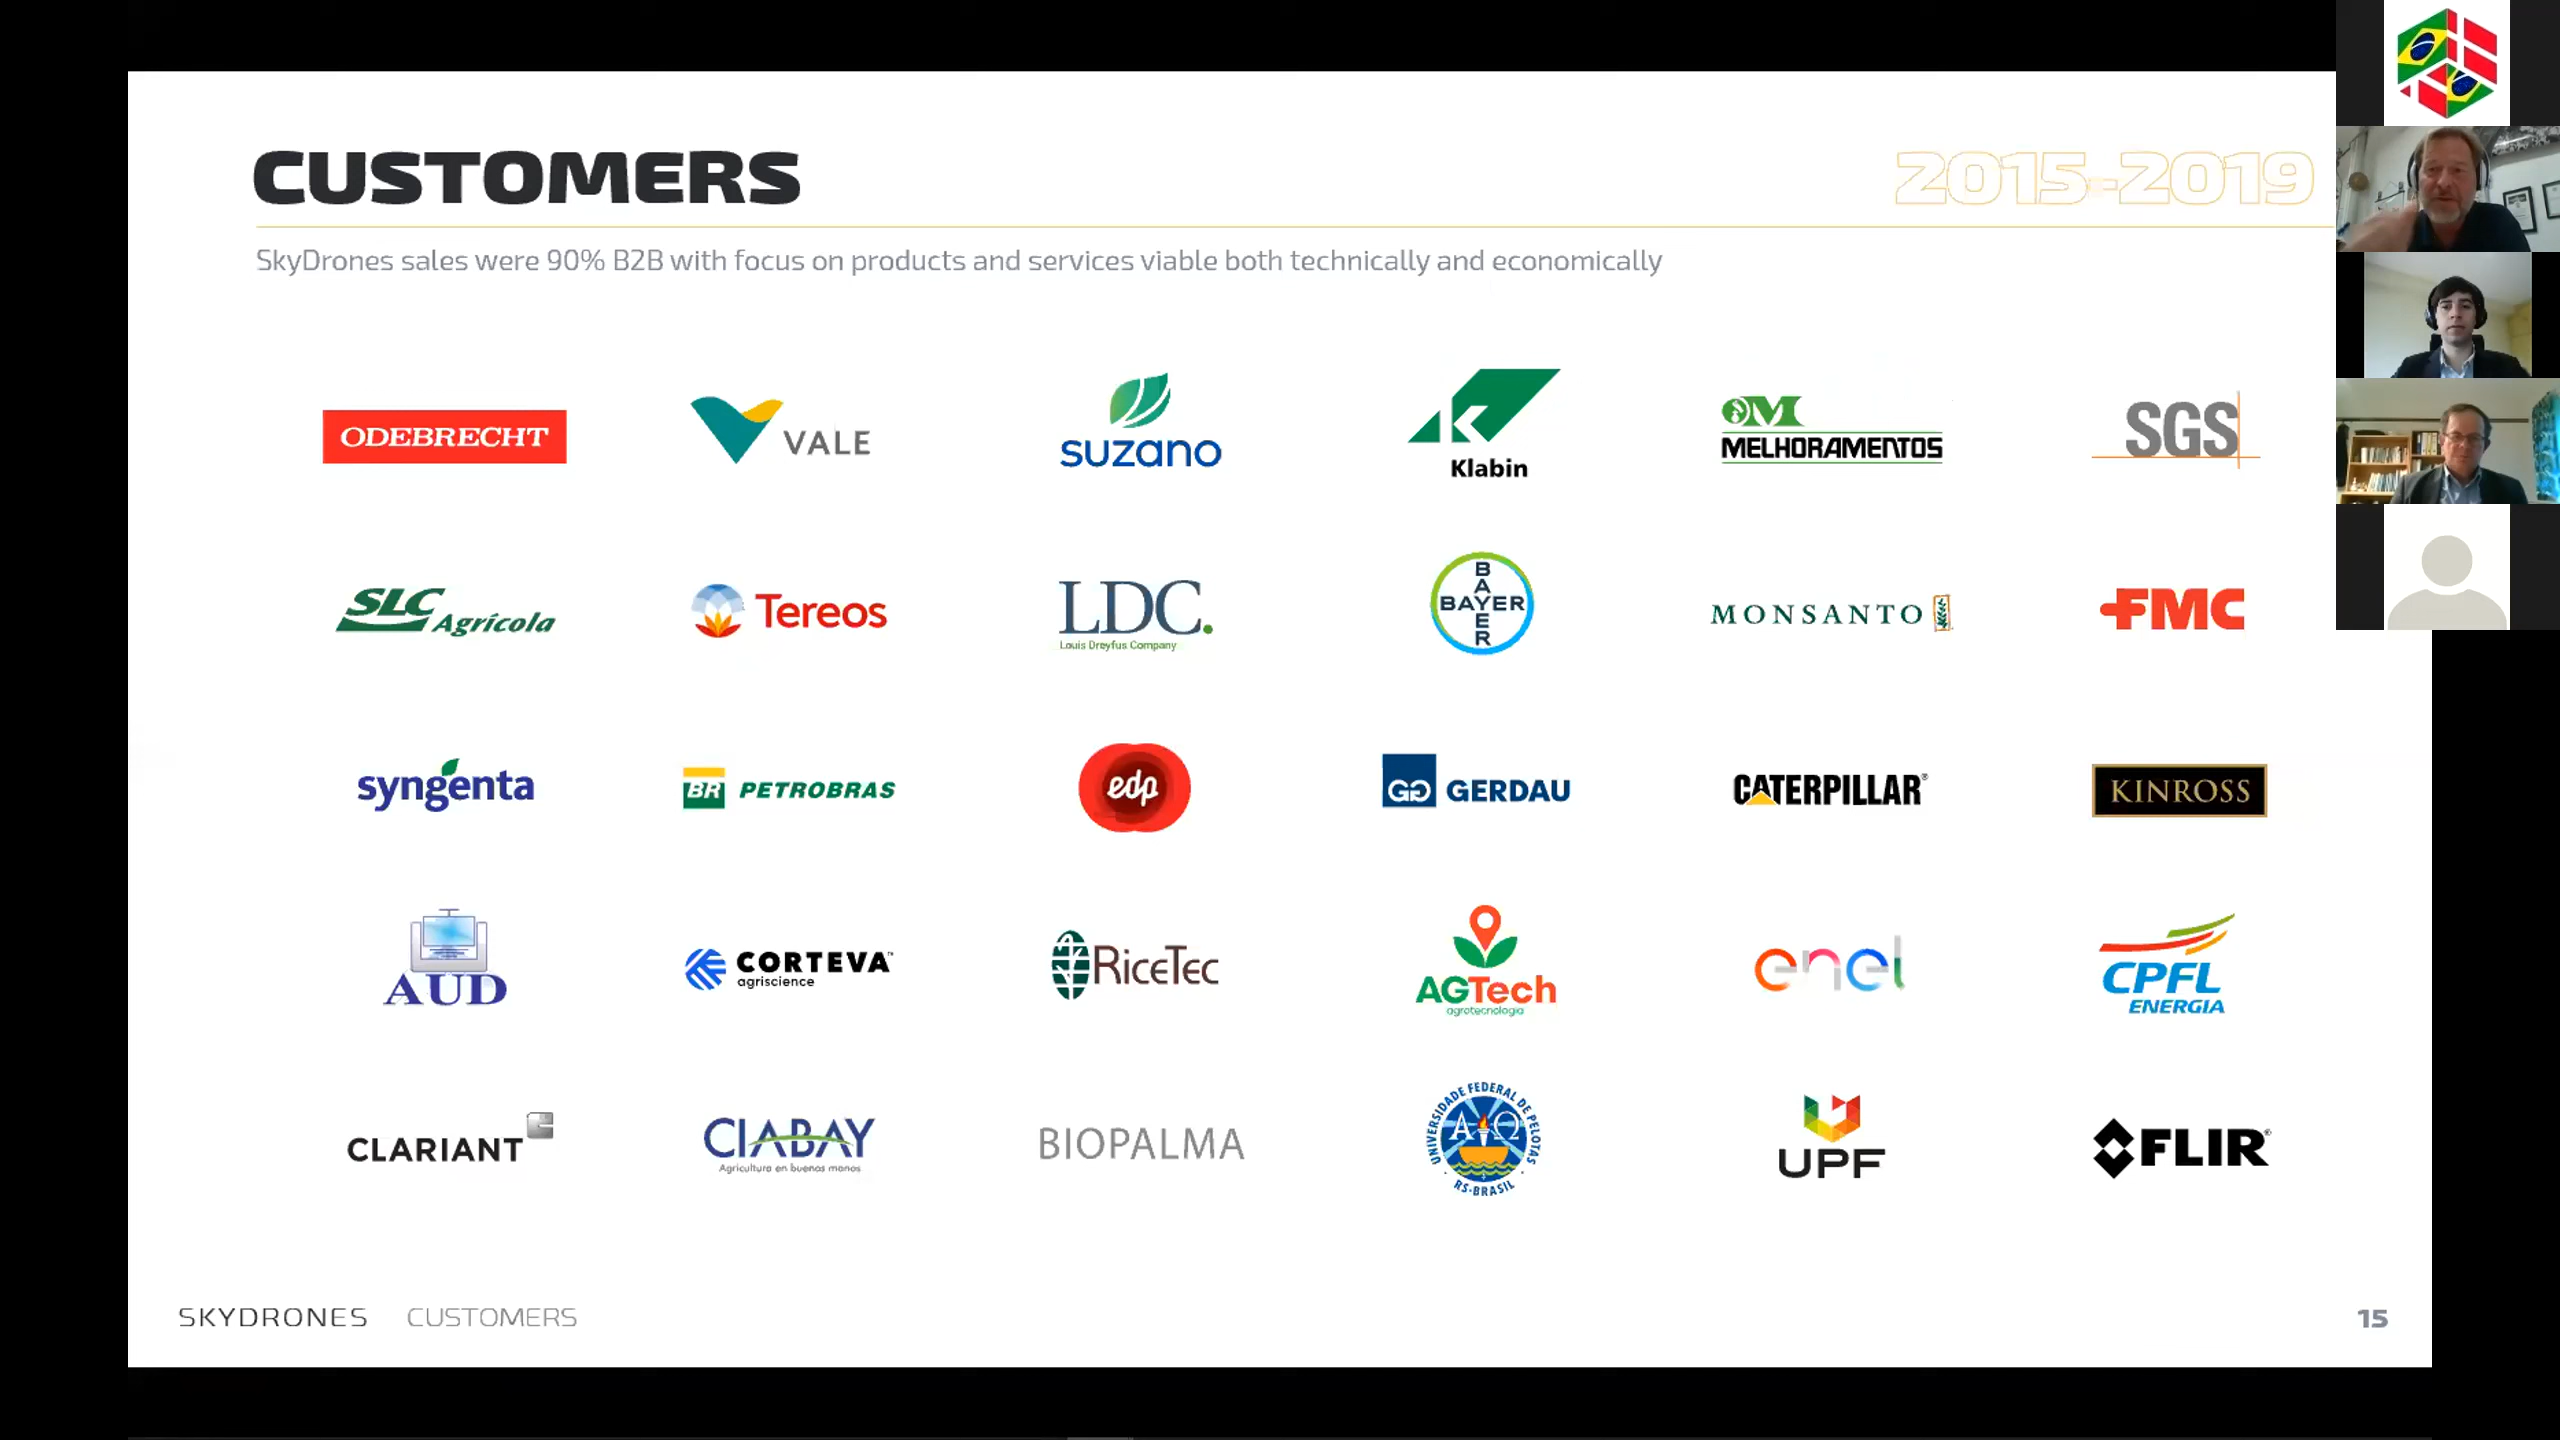 CUSTOMERS
2015-2019
SkyDrones sales were 90% B2B with focus on products and services viable both technically and economically
ODEBRECHT
VALE
suzano
Klabin
MELHORAMENTOS
SGS
SLC Agrícola
Tereos
LDC.
Louis Dreyfus Company
BAYER
BAYER
MONSANTO
FMC
syngenta
BR PETROBRAS
edp
GERDAU
CATERPILLAR®
KINROSS
AUD
CORTEVA™
agriscience
RiceTec
AGTech
agrotecnologia
enel
CPFL
ENERGIA
CLARIANT
CIABAY
Agricultura en buenas manos
BIOPALMA
UNIVERSIDADE FEDERAL DE PELOTAS
Α Ω
RS-BRASIL
UPF
FLIR®
SKYDRONES CUSTOMERS
15